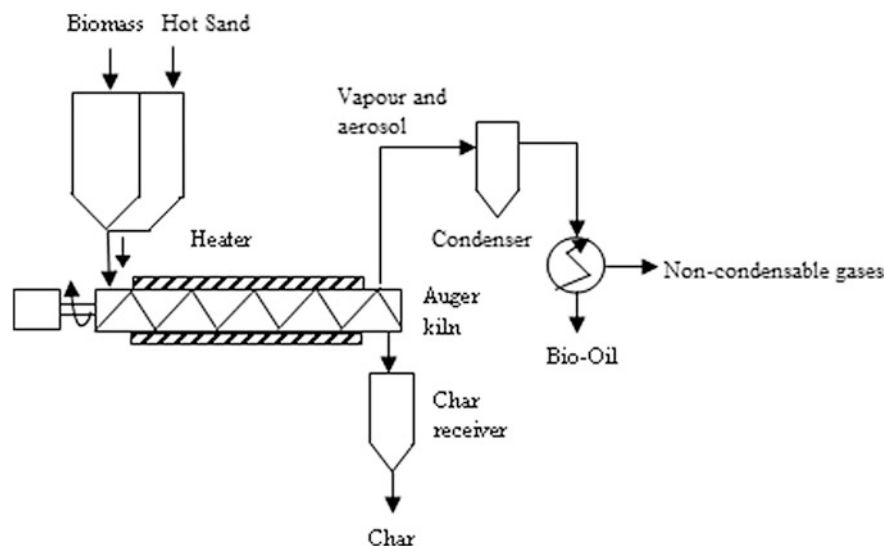 Biomass Hot Sand
Vapour and
aerosol
Heater
Condenser
Non-condensable gases
Auger
kiln
Bio-Oil
Char
receiver
Char